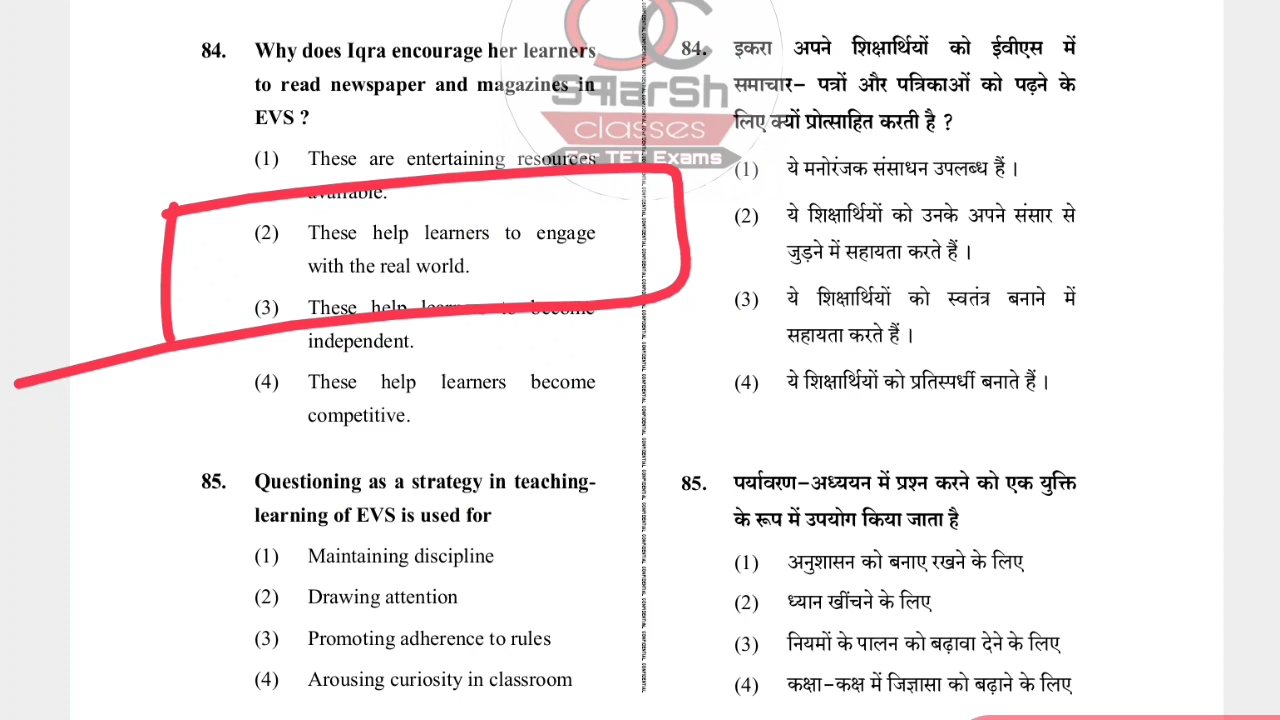 84. Why does Iqra encourage her learners
to read newspaper and magazines in
EVS ?
(1) These are entertaining resources
available.
(2) These help learners to engage
with the real world.
(3) These help learners to become
independent.
(4) These help learners become
competitive.
85. Questioning as a strategy in teaching-
learning of EVS is used for
(1) Maintaining discipline
(2) Drawing attention
(3) Promoting adherence to rules
(4) Arousing curiosity in classroom
SपarSh
classes
For TET Exams
84. इकरा अपने शिक्षार्थियों को ईवीएस में
समाचार- पत्रों और पत्रिकाओं को पढ़ने के
लिए क्यों प्रोत्साहित करती है ?
(1) ये मनोरंजक संसाधन उपलब्ध हैं ।
(2) ये शिक्षार्थियों को उनके अपने संसार से
जुड़ने में सहायता करते हैं ।
(3) ये शिक्षार्थियों को स्वतंत्र बनाने में
सहायता करते हैं ।
(4) ये शिक्षार्थियों को प्रतिस्पर्धी बनाते हैं ।
85. पर्यावरण-अध्ययन में प्रश्न करने को एक युक्ति
के रूप में उपयोग किया जाता है
(1) अनुशासन को बनाए रखने के लिए
(2) ध्यान खींचने के लिए
(3) नियमों के पालन को बढ़ावा देने के लिए
(4) कक्षा-कक्ष में जिज्ञासा को बढ़ाने के लिए